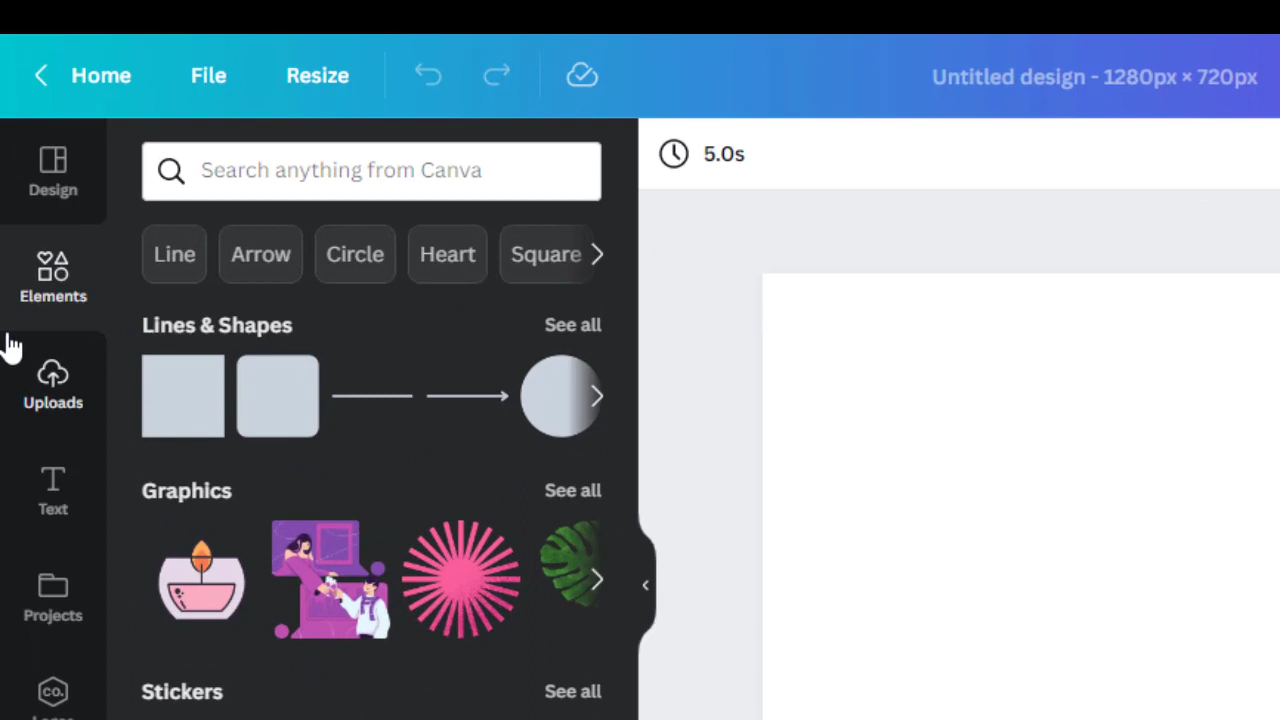 Home File Resize
Untitled design - 1280px × 720px
Design
Elements
Uploads
Text
Projects
CO.
Search anything from Canva
Line Arrow Circle Heart Square
Lines & Shapes See all
Graphics See all
Stickers See all
5.0s